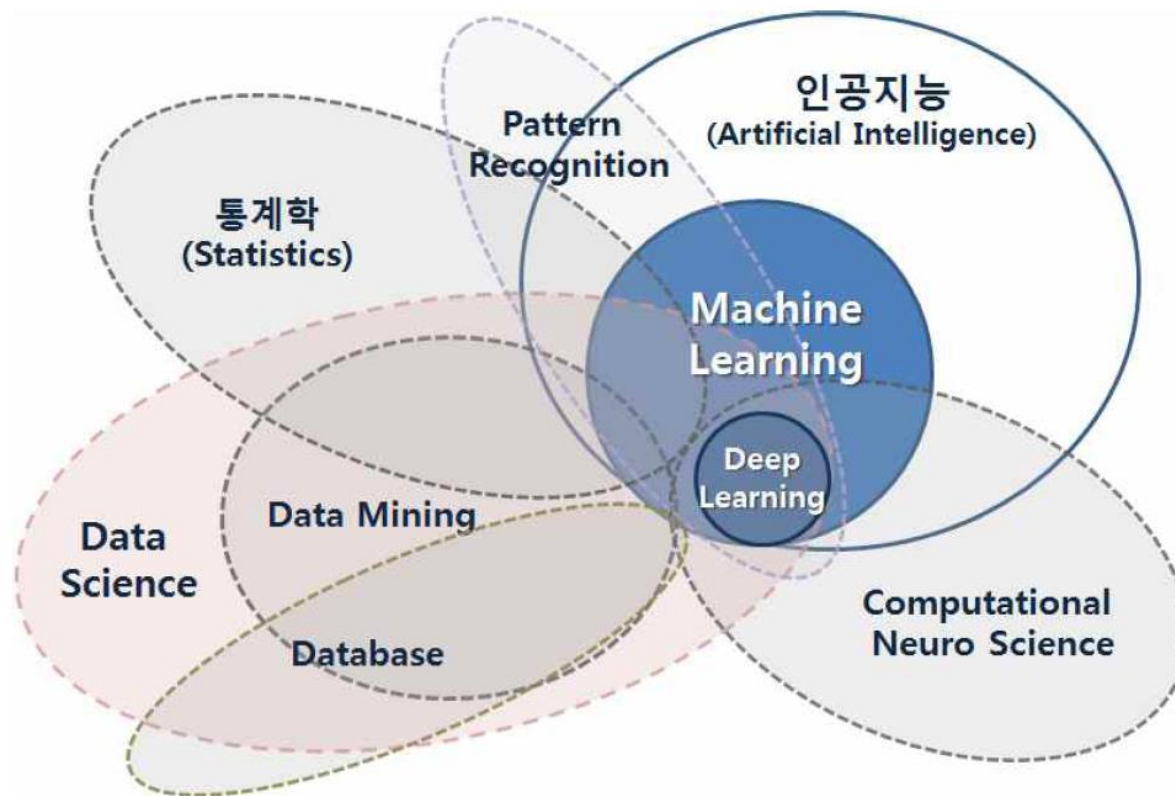 인공지능
(Artificial Intelligence)
Pattern
Recognition
통계학
(Statistics)
Machine
Learning
Deep
Learning
Data Mining
Data
Science
Computational
Neuro Science
Database